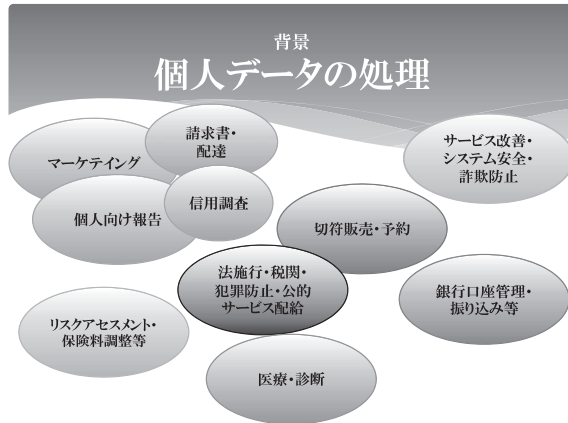 背景
個人データの処理
請求書・
配達
マーケテイング
サービス改善・
システム安全・
詐欺防止
個人向け報告
信用調査
切符販売・予約
法施行・税関・
犯罪防止・公的
サービス配給
銀行口座管理・
振り込み等
リスクアセスメント・
保険料調整等
医療・診断